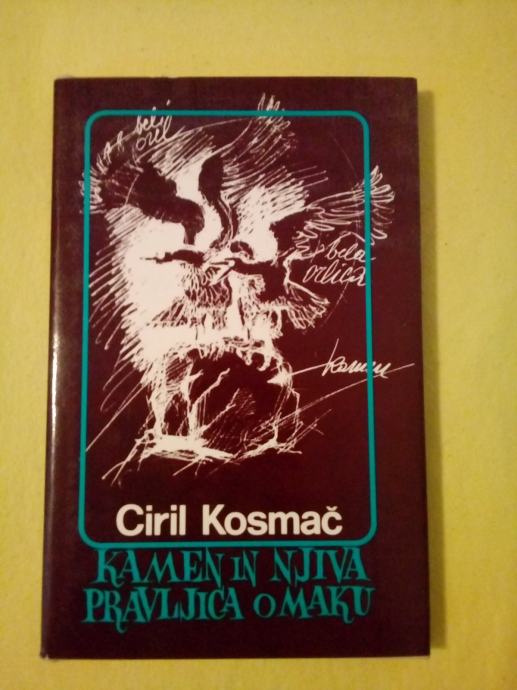 beli
orel
bela
orlica
kamen
Ciril Kosmač
KAMEN IN NJIVA
PRAVLJICA O MAKU